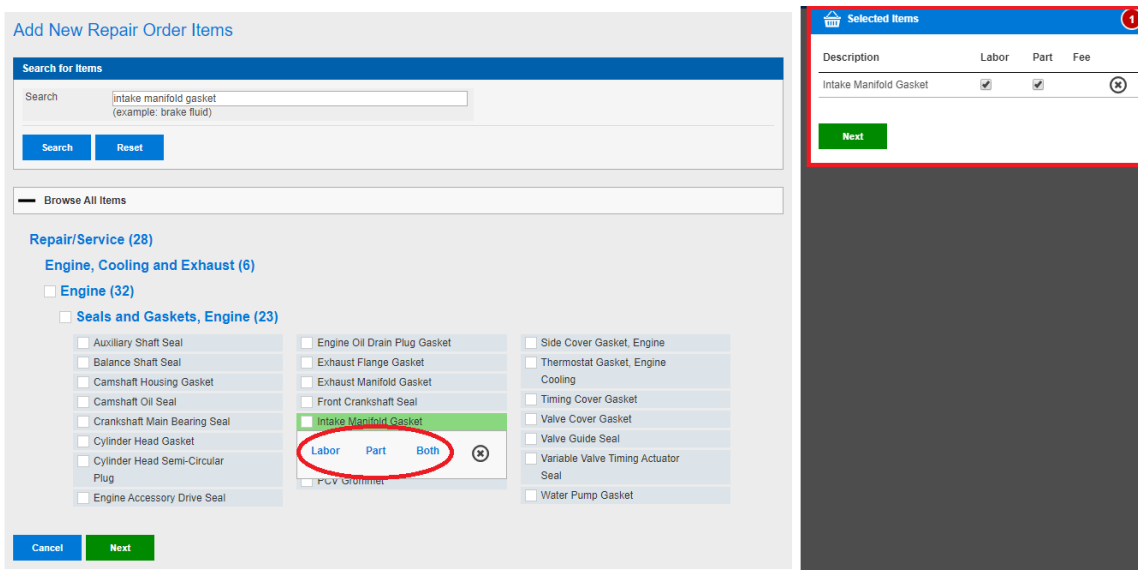 Add New Repair Order Items
Search for Items
Search
intake manifold gasket
(example: brake fluid)
Search Reset
Browse All Items
Repair/Service (28)
Engine, Cooling and Exhaust (6)
Engine (32)
Seals and Gaskets, Engine (23)
Auxiliary Shaft Seal
Balance Shaft Seal
Camshaft Housing Gasket
Camshaft Oil Seal
Crankshaft Main Bearing Seal
Cylinder Head Gasket
Cylinder Head Semi-Circular
Plug
Engine Accessory Drive Seal
Engine Oil Drain Plug Gasket
Exhaust Flange Gasket
Exhaust Manifold Gasket
Front Crankshaft Seal
Intake Manifold Gasket
Labor Part Both
PCV Grommet
Side Cover Gasket, Engine
Thermostat Gasket, Engine
Cooling
Timing Cover Gasket
Valve Cover Gasket
Valve Guide Seal
Variable Valve Timing Actuator
Seal
Water Pump Gasket
Cancel Next
Selected Items 1
Description Labor Part Fee
Intake Manifold Gasket
Next